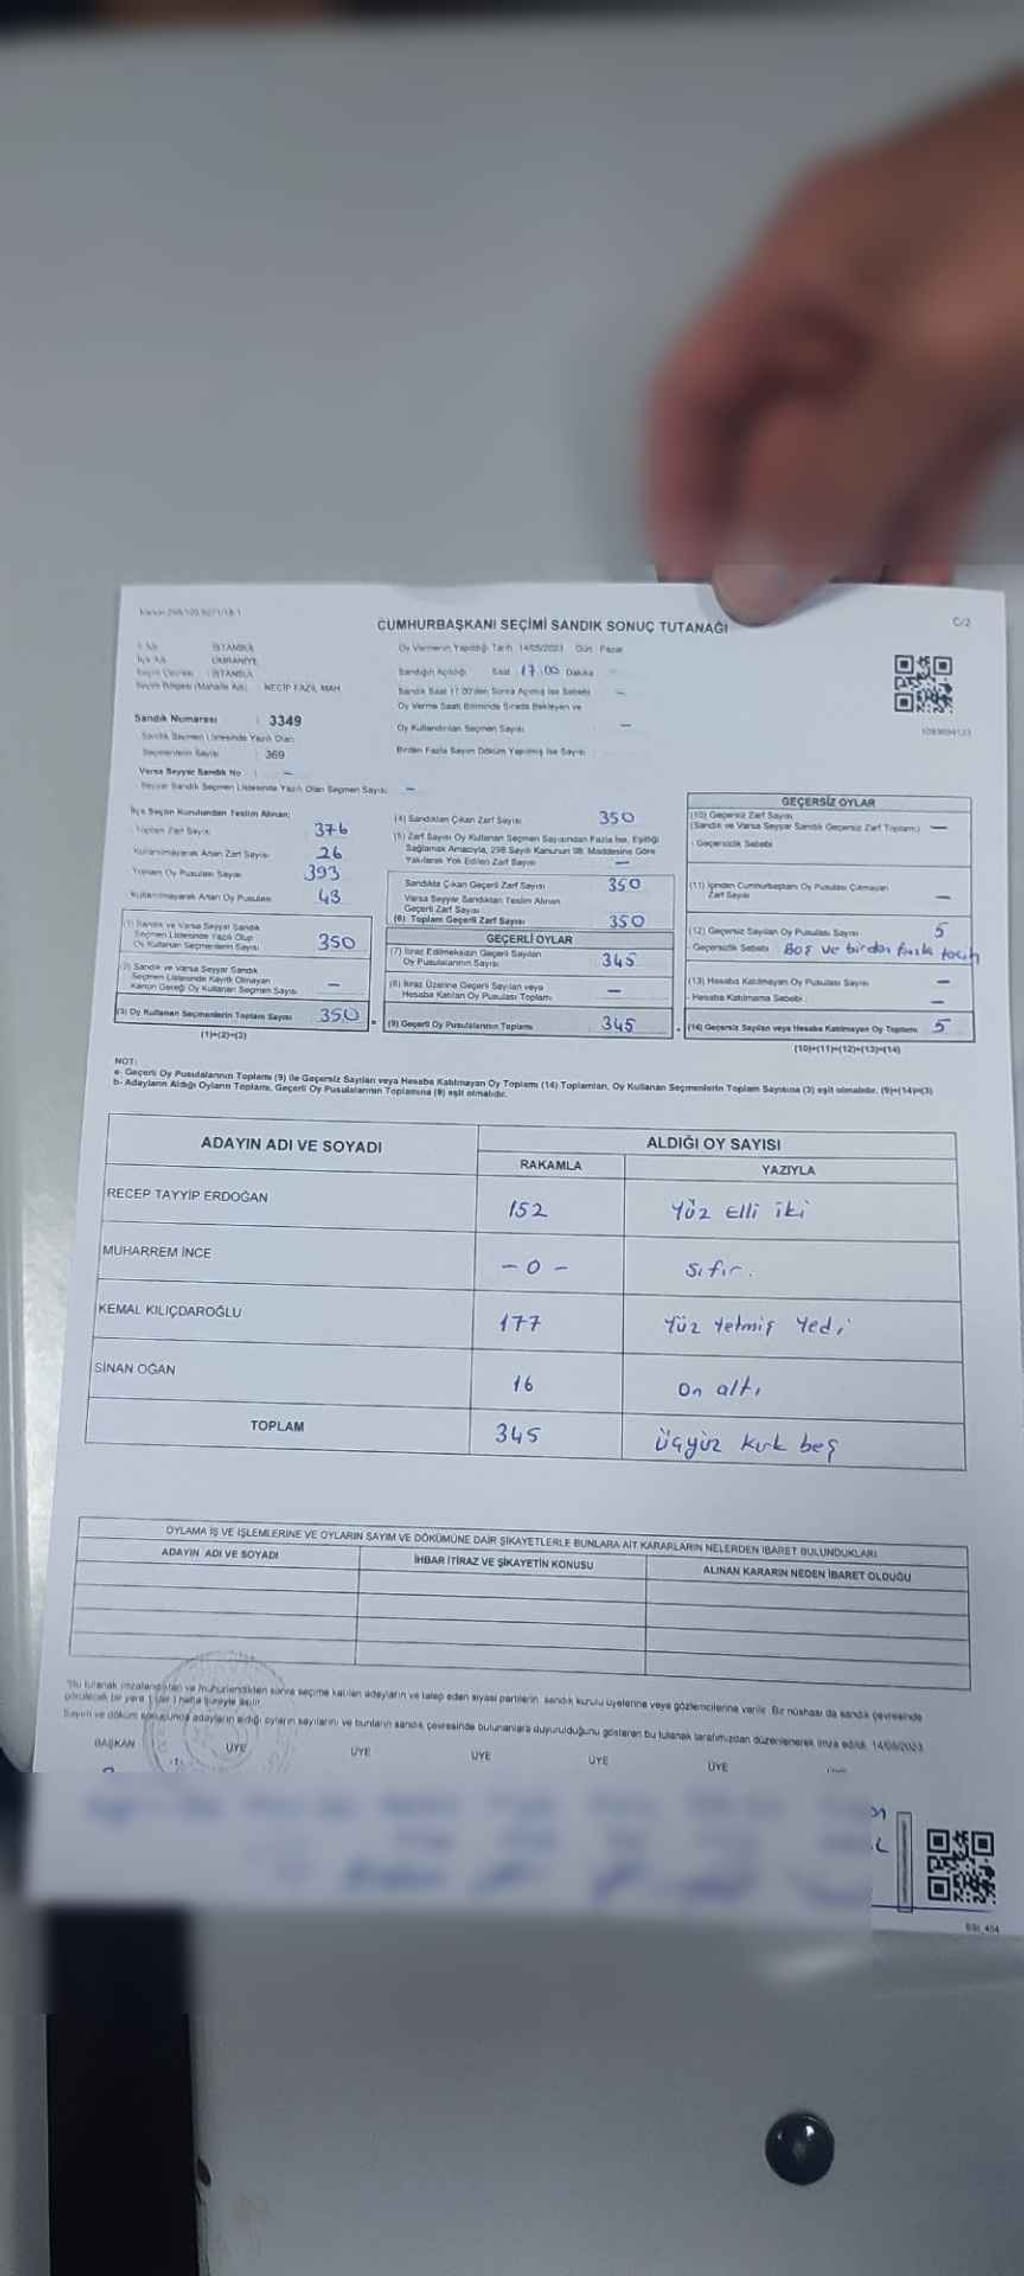 CUMHURBAŞKANI SEÇİMİ SANDIK SONUÇ TUTANAĞI
C/2
İSTANBUL
ÜMRANİYE
İSTANBUL
NECİP FAZIL MAH
Sandık Numarası : 3349
Sandık Seçmen Listesinde Yazılı Olan
Seçmenlerin Sayısı : 369
Varsa Seyyar Sandık No : -
Seyyar Sandık Seçmen Listesinde Yazılı Olan Seçmen Sayısı -
Oy Vermenin Yapıldığı Tarih 14/05/2023 Gün Pazar
Sandığın Açıldığı Saat 17:00 Dakika
Sandık Saat 17.00'den Sonra Açılmış İse Sebebi -
Oy Verme Saati Bitiminde Sırada Bekleyen ve
Oy Kullandırılan Seçmen Sayısı -
Birden Fazla Sayım Döküm Yapılmış İse Sayısı
İlçe Seçim Kurulundan Teslim Alınan;
Toplam Zarf Sayısı 376
Kullanılmayarak Artan Zarf Sayısı 26
Toplam Oy Pusulası Sayısı 393
Kullanılmayarak Artan Oy Pusulası 43
(1) Sandık ve Varsa Seyyar Sandık
Seçmen Listesinde Yazılı Olup
Oy Kullanan Seçmenlerin Sayısı 350
(2) Sandık ve Varsa Seyyar Sandık
Seçmen Listesinde Kayıtlı Olmayan
Kanun Gereği Oy Kullanan Seçmen Sayısı -
(3) Oy Kullanan Seçmenlerin Toplam Sayısı 350
(1)+(2)=(3)
(4) Sandıktan Çıkan Zarf Sayısı 350
(5) Zarf Sayısı Oy Kullanan Seçmen Sayısından Fazla İse, Eşitliği
Sağlamak Amacıyla, 298 Sayılı Kanunun 98. Maddesine Göre
Yakılarak Yok Edilen Zarf Sayısı -
Sandıkta Çıkan Geçerli Zarf Sayısı 350
Varsa Seyyar Sandıktan Teslim Alınan
Geçerli Zarf Sayısı
(6) Toplam Geçerli Zarf Sayısı 350
GEÇERLİ OYLAR
(7) İtiraz Edilmeksizin Geçerli Sayılan
Oy Pusulalarının Sayısı 345
(8) İtiraz Üzerine Geçerli Sayılan veya
Hesaba Katılan Oy Pusulası Toplamı -
(9) Geçerli Oy Pusulalarının Toplamı 345
GEÇERSİZ OYLAR
(10) Geçersiz Zarf Sayısı
(Sandık ve Varsa Seyyar Sandık Geçersiz Zarf Toplamı) -
Geçersizlik Sebebi
(11) İçinden Cumhurbaşkanı Oy Pusulası Çıkmayan
Zarf Sayısı -
(12) Geçersiz Sayılan Oy Pusulası Sayısı 5
Geçersizlik Sebebi Boş ve birden fazla
(13) Hesaba Katılmayan Oy Pusulası Sayısı -
Hesaba Katılmama Sebebi -
(14) Geçersiz Sayılan veya Hesaba Katılmayan Oy Toplamı 5
(10)+(11)+(12)+(13)=(14)
NOT:
a- Geçerli Oy Pusulalarının Toplamı (9) ile Geçersiz Sayılan veya Hesaba Katılmayan Oy Toplamı (14) Toplamları, Oy Kullanan Seçmenlerin Toplam Sayısına (3) eşit olmalıdır. (9)+(14)=(3)
b- Adayların Aldığı Oyların Toplamı, Geçerli Oy Pusulalarının Toplamına (9) eşit olmalıdır.
ADAYIN ADI VE SOYADI ALDIĞI OY SAYISI
RAKAMLA YAZIYLA
RECEP TAYYİP ERDOĞAN 152 Yüz Elli iki
MUHARREM İNCE - 0 - Sıfır.
KEMAL KILIÇDAROĞLU 177 Yüz Yetmiş Yedi
SİNAN OĞAN 16 On altı
TOPLAM 345 Üçyüz kırk beş
OYLAMA İŞ VE İŞLEMLERİNE VE OYLARIN SAYIM VE DÖKÜMÜNE DAİR ŞİKAYETLERLE BUNLARA AİT KARARLARIN NELERDEN İBARET BULUNDUKLARI
ADAYIN ADI VE SOYADI İHBAR İTİRAZ VE ŞİKAYETİN KONUSU ALINAN KARARIN NEDEN İBARET OLDUĞU
Bu tutanak imzalandıktan ve mühürlendikten sonra seçime katılan adayların ve talep eden siyasi partilerin sandık kurulu üyelerine veya gözlemcilerine verilir. Bir nüshası da sandık çevresinde
görülecek bir yere 1 (bir) hafta süreyle asılır.
Sayım ve döküm sonucunda adayların aldığı oyların sayılarını ve bunların sandık çevresinde bulunanlara duyurulduğunu gösteren bu tutanak tarafımızdan düzenlenerek imza edildi. 14/05/2023
BAŞKAN ÜYE ÜYE ÜYE ÜYE ÜYE